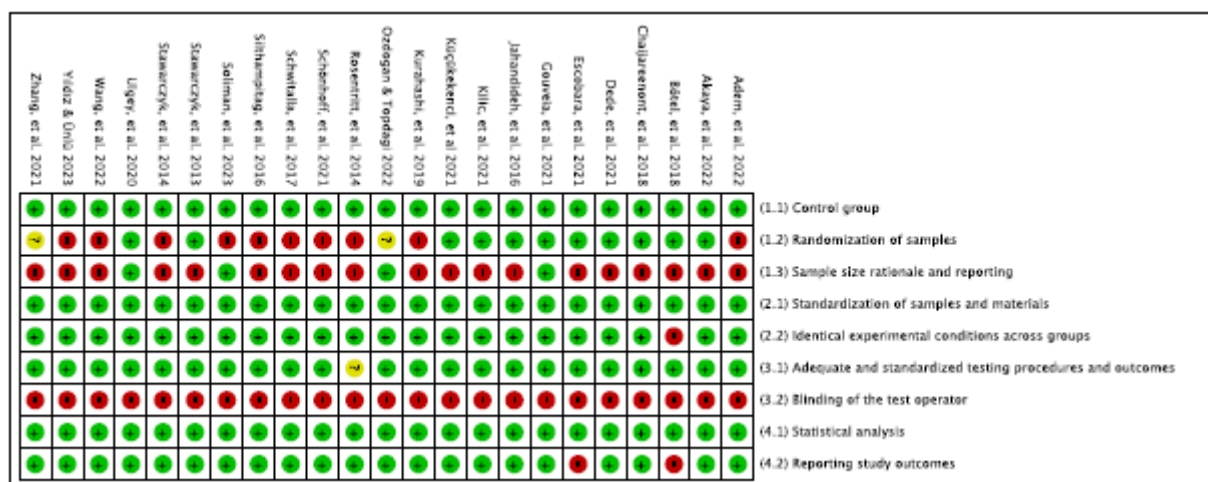 Zhang, et al. 2021
Yildiz & Ünlü 2023
Wang, et al. 2022
Ulgey, et al. 2020
Stawarczyk, et al. 2014
Stawarczyk, et al. 2013
Soliman, et al. 2023
Silthampitag, et al. 2016
Schwitalla, et al. 2017
Schönhoff, et al. 2021
Rosentritt, et al. 2014
Ozdogan & Topdagi 2022
Kurahashi, et al. 2019
Küçükekenci, et al 2021
Kilic, et al. 2021
Jahandideh, et al. 2016
Gouveia, et al. 2021
Escobara, et al. 2021
Dede, et al. 2021
Chaijareenont, et al. 2018
Bötel, et al. 2018
Akaya, et al. 2022
Adem, et al. 2022
(1.1) Control group
(1.2) Randomization of samples
(1.3) Sample size rationale and reporting
(2.1) Standardization of samples and materials
(2.2) Identical experimental conditions across groups
(3.1) Adequate and standardized testing procedures and outcomes
(3.2) Blinding of the test operator
(4.1) Statistical analysis
(4.2) Reporting study outcomes